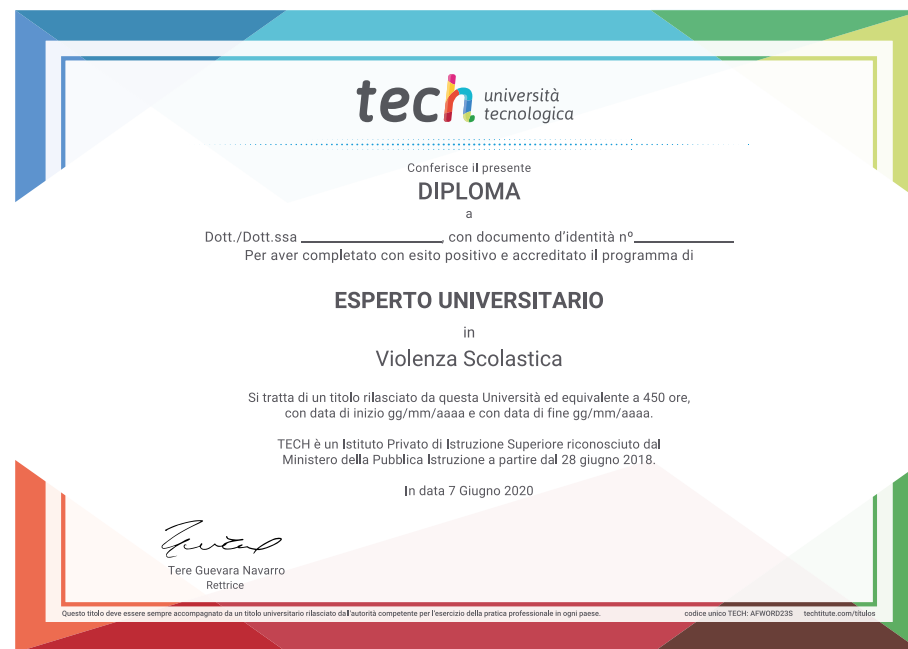 tech università
tecnologica
Conferisce il presente
DIPLOMA
a
Dott./Dott.ssa ____________________, con documento d'identità nº______________
Per aver completato con esito positivo e accreditato il programma di
ESPERTO UNIVERSITARIO
in
Violenza Scolastica
Si tratta di un titolo rilasciato da questa Università ed equivalente a 450 ore,
con data di inizio gg/mm/aaaa e con data di fine gg/mm/aaaa.
TECH è un Istituto Privato di Istruzione Superiore riconosciuto dal
Ministero della Pubblica Istruzione a partire dal 28 giugno 2018.
In data 7 Giugno 2020
Tere Guevara Navarro
Rettrice
Questo titolo deve essere sempre accompagnato da un titolo universitario rilasciato dall'autorità competente per l'esercizio della pratica professionale in ogni paese. codice unico TECH: AFWORD23S techtitute.com/titulos